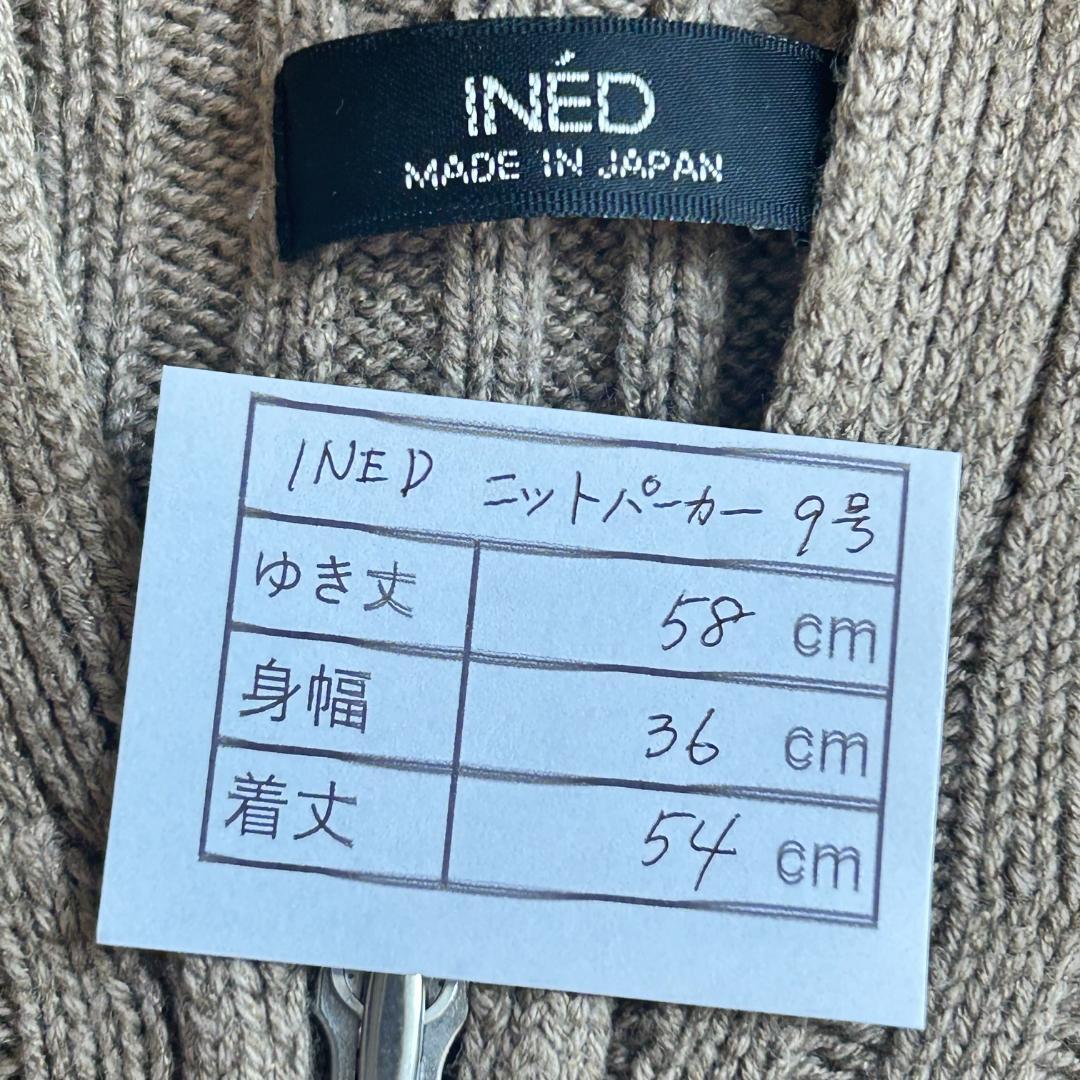 INÉD
MADE IN JAPAN
INED ニットパーカー 9号
ゆき丈 58 cm
身幅 36 cm
着丈 54 cm